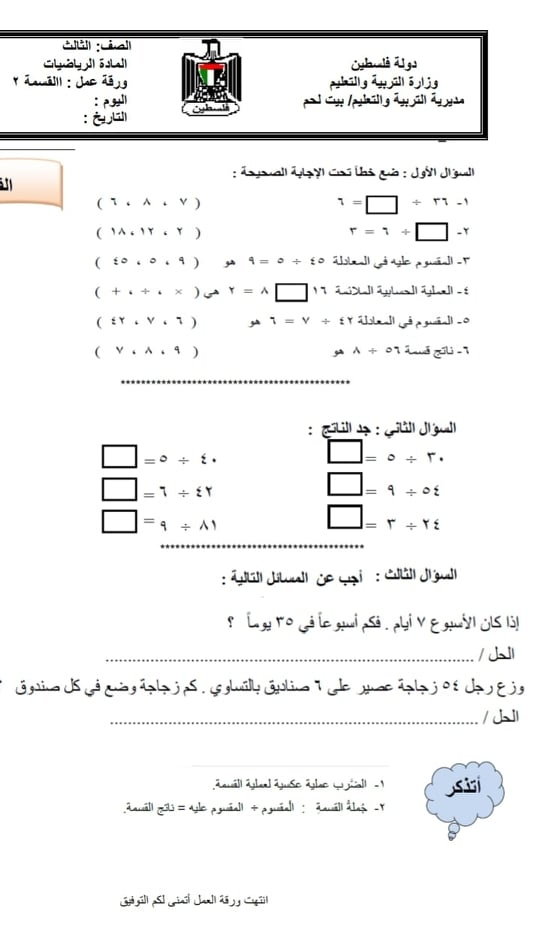 دولة فلسطين
وزارة التربية والتعليم
مديرية التربية والتعليم/ بيت لحم
فلسطين
الصف: الثالث
المادة الرياضيات
ورقة عمل : االقسمة ٢
اليوم :
التاريخ :
السؤال الأول : ضع خطاً تحت الإجابة الصحيحة :
١- ٣٦ ÷ □ = ٦ ( ٧ ، ٨ ، ٦ )
٢- □ ÷ ٦ = ٣ ( ٢ ، ١٢ ، ١٨ )
٣- المقسوم عليه في المعادلة ٤٥ ÷ ٥ = ٩ هو ( ٩ ، ٥ ، ٤٥ )
٤- العملية الحسابية الملائمة ١٦ □ ٨ = ٢ هي ( × ، ÷ ، + )
٥- المقسوم في المعادلة ٤٢ ÷ ٧ = ٦ هو ( ٦ ، ٧ ، ٤٢ )
٦- ناتج قسمة ٥٦ ÷ ٨ هو ( ٩ ، ٨ ، ٧ )
**********************************************
السؤال الثاني : جد الناتج :
٣٠ ÷ ٥ = □ ٤٠ ÷ ٥ = □
٥٤ ÷ ٩ = □ ٤٢ ÷ ٦ = □
٢٤ ÷ ٣ = □ ٨١ ÷ ٩ = □
*****************************************
السؤال الثالث : أجب عن المسائل التالية :
إذا كان الأسبوع ٧ أيام . فكم أسبوعاً في ٣٥ يوماً ؟
الحل / ......................................................................
وزع رجل ٥٤ زجاجة عصير على ٦ صناديق بالتساوي . كم زجاجة وضع في كل صندوق ؟
الحل / ......................................................................
أتذكر
١- الضَرب عملية عكسية لعملية القسمة.
٢- جُملةُ القسمةِ : المقسوم ÷ المقسوم عليه = ناتج القسمة.
انتهت ورقة العمل أتمنى لكم التوفيق